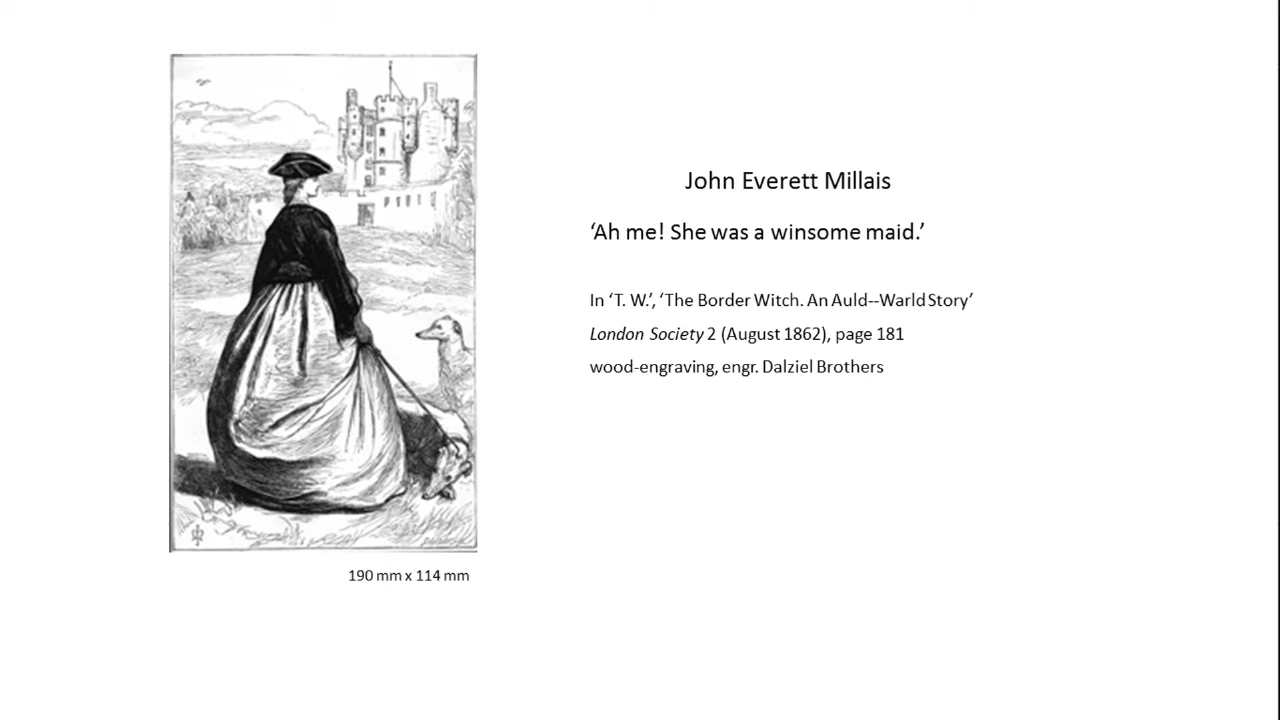 John Everett Millais
‘Ah me! She was a winsome maid.’
In ‘T. W.’, ‘The Border Witch. An Auld--Warld Story’
London Society 2 (August 1862), page 181
wood-engraving, engr. Dalziel Brothers
190 mm x 114 mm